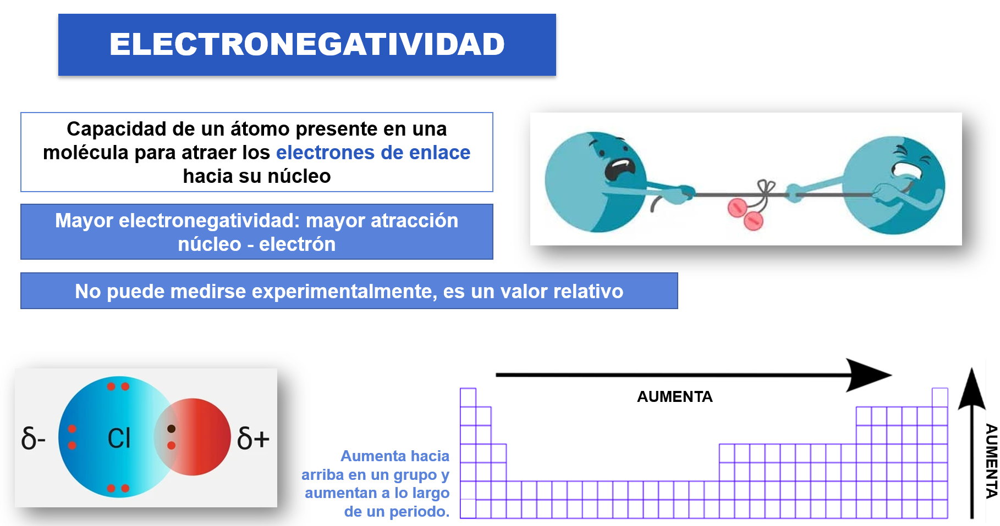 ELECTRONEGATIVIDAD
Capacidad de un átomo presente en una
molécula para atraer los electrones de enlace
hacia su núcleo
Mayor electronegatividad: mayor atracción
núcleo - electrón
No puede medirse experimentalmente, es un valor relativo
δ- Cl δ+
Aumenta hacia
arriba en un grupo y
aumentan a lo largo
de un periodo.
AUMENTA
AUMENTA